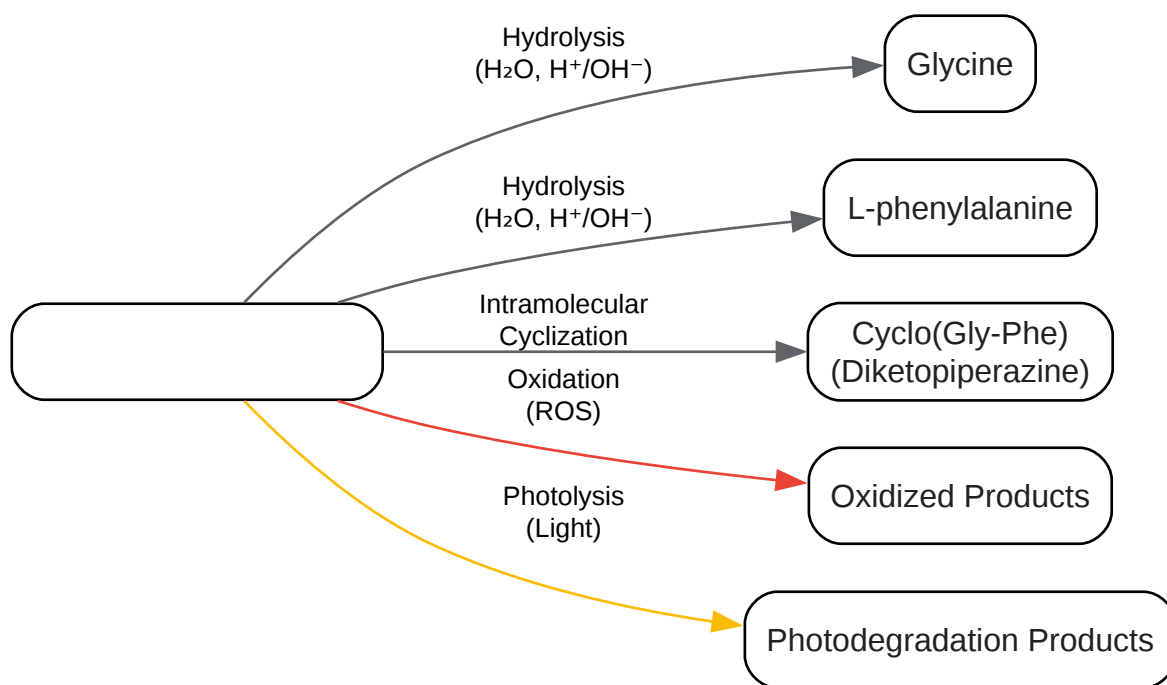 Hydrolysis
(H₂O, H⁺/OH⁻)
Glycine
Hydrolysis
(H₂O, H⁺/OH⁻)
L-phenylalanine
Intramolecular
Cyclization
Cyclo(Gly-Phe)
(Diketopiperazine)
Oxidation
(ROS)
Oxidized Products
Photolysis
(Light)
Photodegradation Products